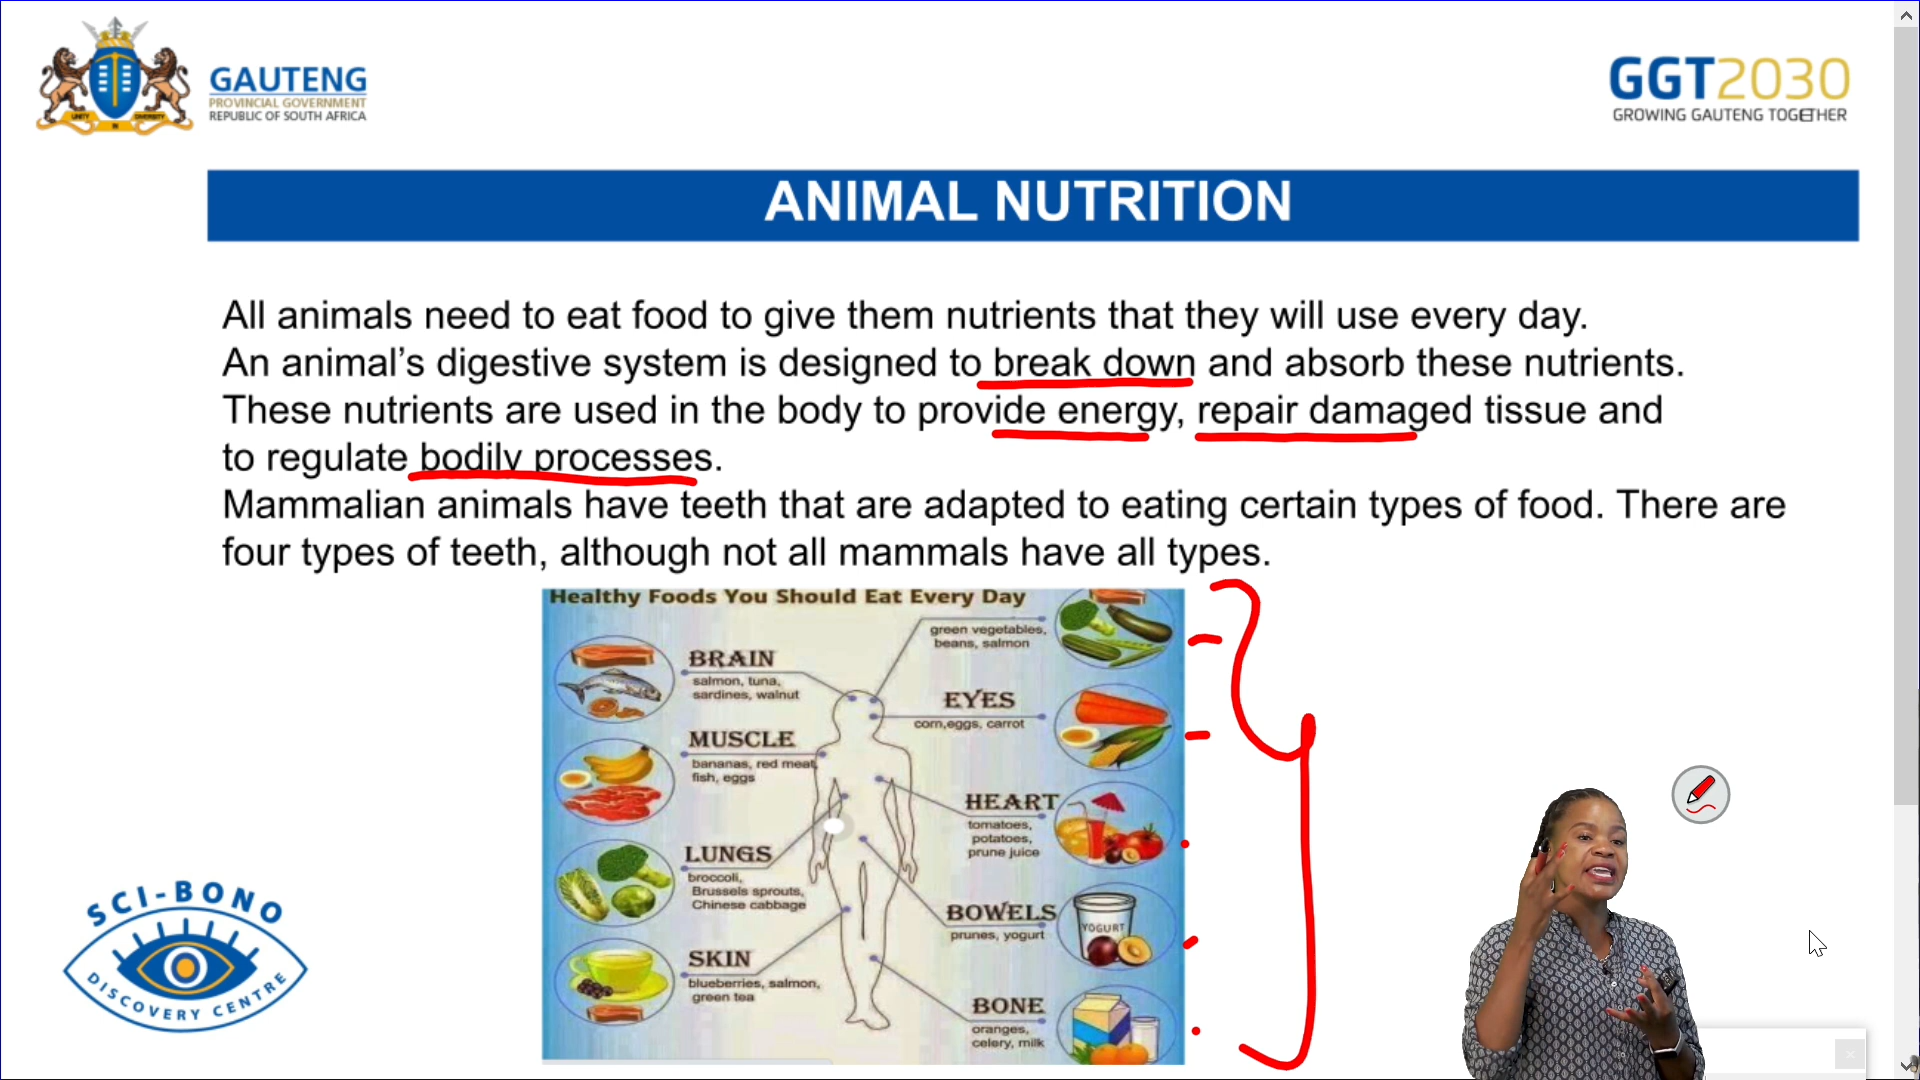 GAUTENG
PROVINCIAL GOVERNMENT
REPUBLIC OF SOUTH AFRICA
UNITY
IN
DIVERSITY
GGT2030
GROWING GAUTENG TOGETHER
ANIMAL NUTRITION
All animals need to eat food to give them nutrients that they will use every day.
An animal’s digestive system is designed to break down and absorb these nutrients.
These nutrients are used in the body to provide energy, repair damaged tissue and
to regulate bodily processes.
Mammalian animals have teeth that are adapted to eating certain types of food. There are
four types of teeth, although not all mammals have all types.
Healthy Foods You Should Eat Every Day
green vegetables,
beans, salmon
BRAIN
salmon, tuna,
sardines, walnut
EYES
corn,eggs, carrot
MUSCLE
bananas, red meat,
fish, eggs
HEART
tomatoes,
potatoes,
prune juice
LUNGS
broccoli,
Brussels sprouts,
Chinese cabbage
BOWELS
prunes, yogurt
YOGURT
SKIN
blueberries, salmon,
green tea
BONE
oranges,
celery, milk
SCI-BONO
DISCOVERY CENTRE